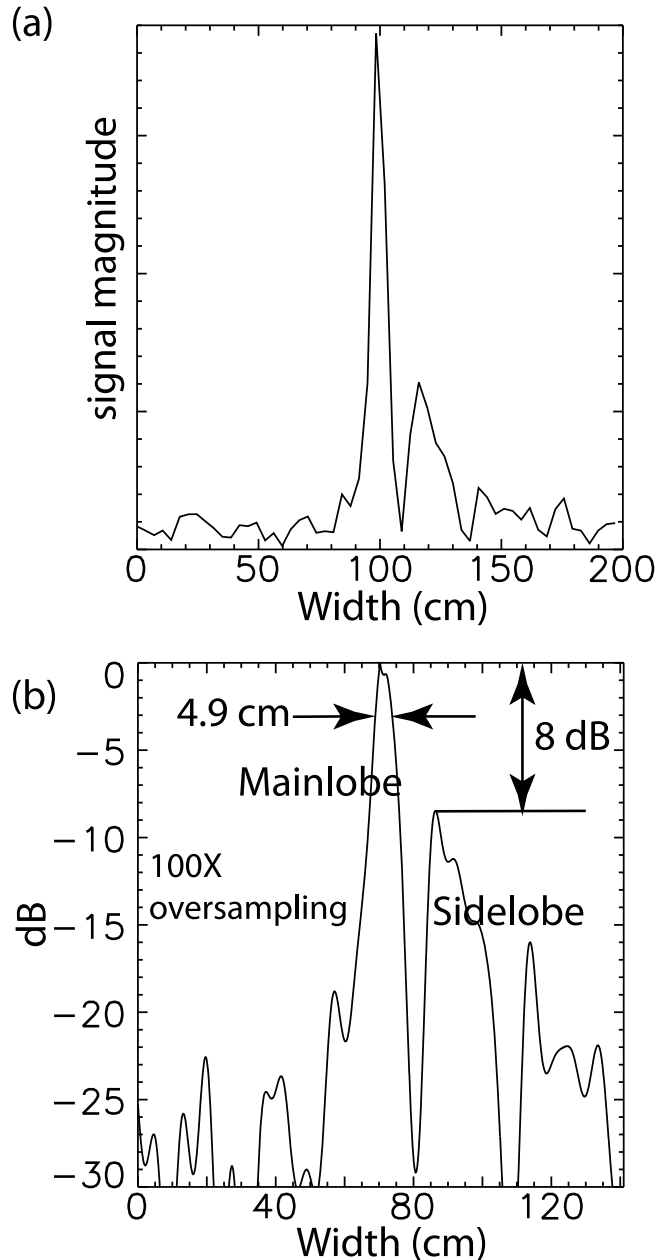 (a)
signal magnitude
0 50 100 150 200
Width (cm)
(b)
0
−5
−10
−15
−20
−25
−30
dB
4.9 cm
8 dB
Mainlobe
100X
oversampling
Sidelobe
0 40 80 120
Width (cm)